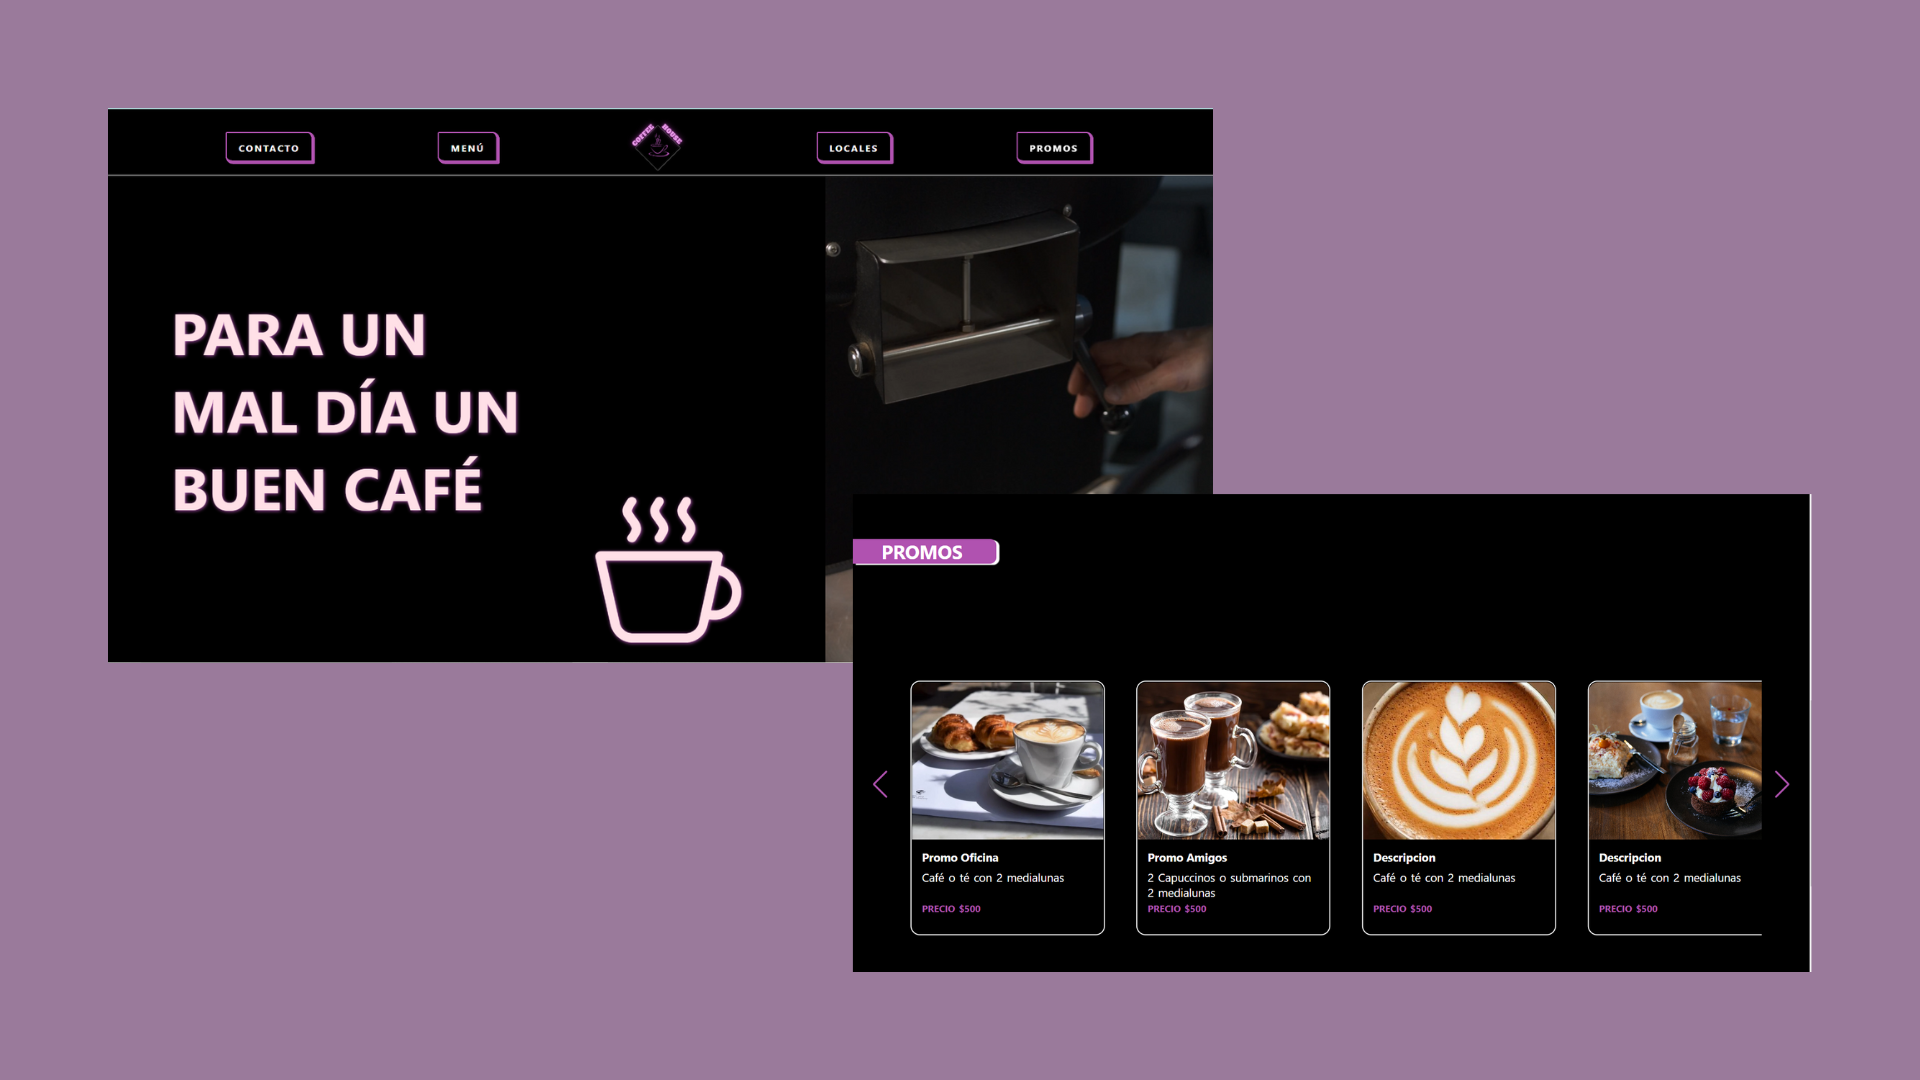 CONTACTO
MENÚ
COFFEE HOUSE
LOCALES
PROMOS
PARA UN
MAL DÍA UN
BUEN CAFÉ
PROMOS
Promo Oficina
Café o té con 2 medialunas
PRECIO $500
Promo Amigos
2 Capuccinos o submarinos con
2 medialunas
PRECIO $500
Descripcion
Café o té con 2 medialunas
PRECIO $500
Descripcion
Café o té con 2 medialunas
PRECIO $500